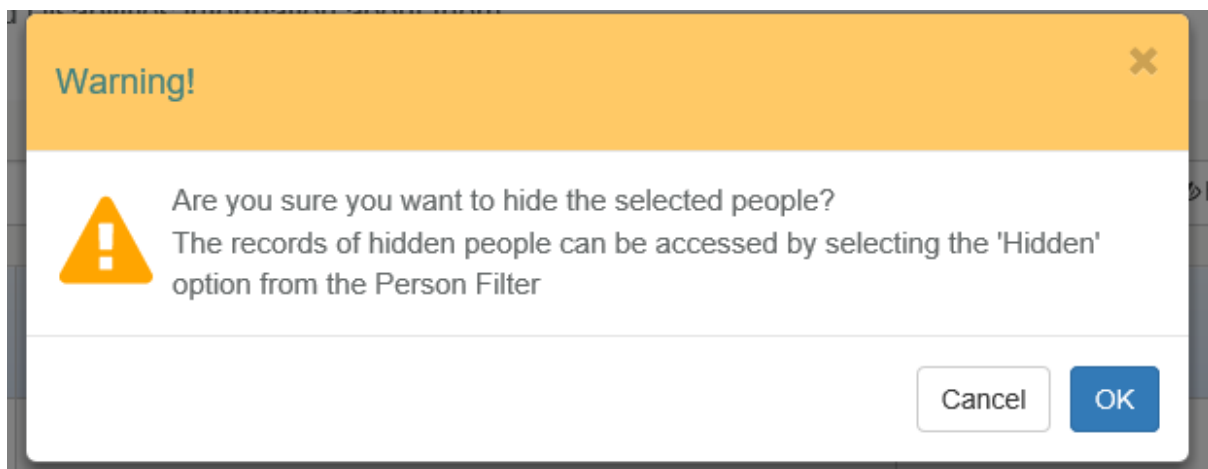 Warning!
Are you sure you want to hide the selected people?
The records of hidden people can be accessed by selecting the 'Hidden'
option from the Person Filter
Cancel
OK